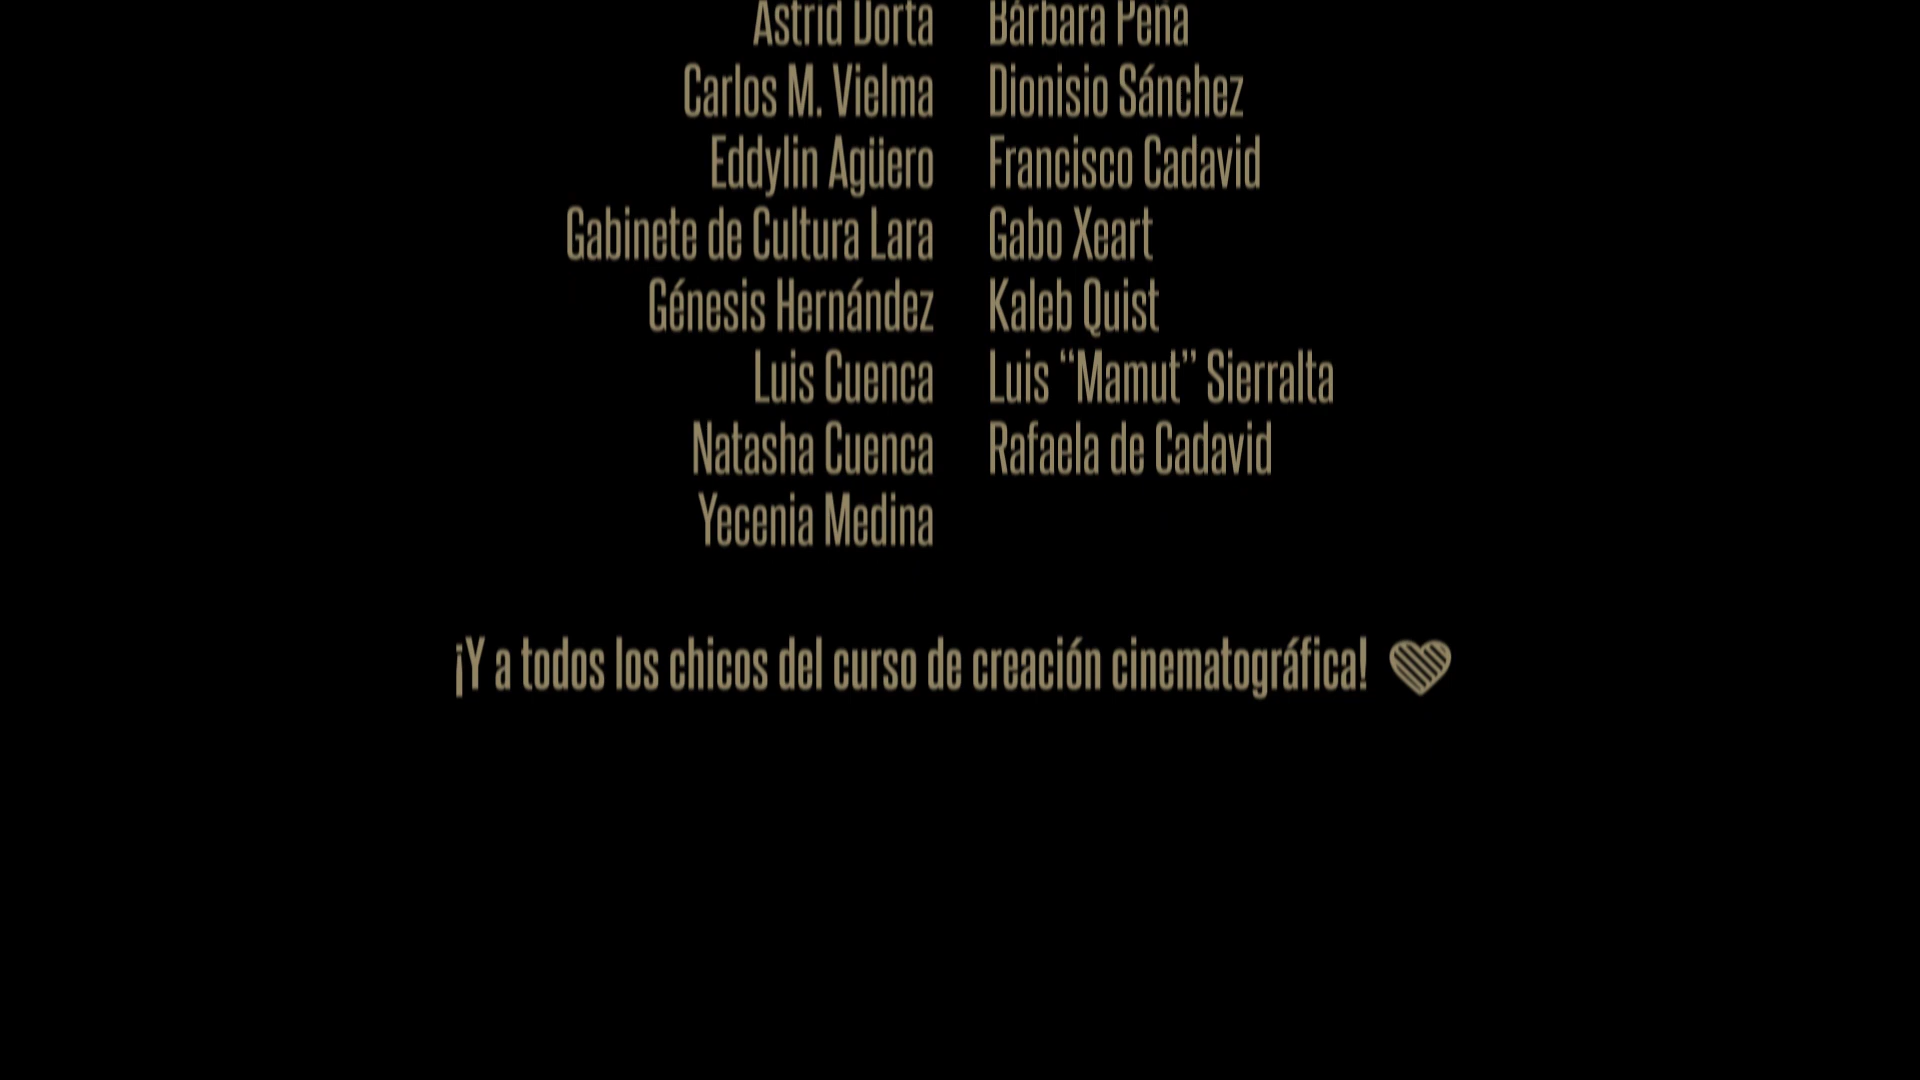 Astrid Dorta Bárbara Peña
Carlos M. Vielma Dionisio Sánchez
Eddylin Agüero Francisco Cadavid
Gabinete de Cultura Lara Gabo Xeart
Génesis Hernández Kaleb Quist
Luis Cuenca Luis “Mamut” Sierralta
Natasha Cuenca Rafaela de Cadavid
Yecenia Medina
¡Y a todos los chicos del curso de creación cinematográfica!